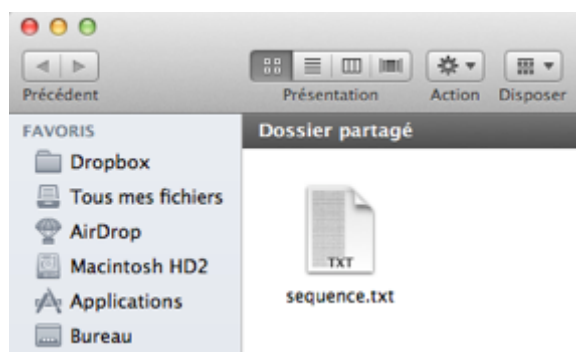 Précédent
Présentation
Action
Disposer
FAVORIS
Dropbox
Tous mes fichiers
AirDrop
Macintosh HD2
Applications
Bureau
Dossier partagé
TXT
sequence.txt